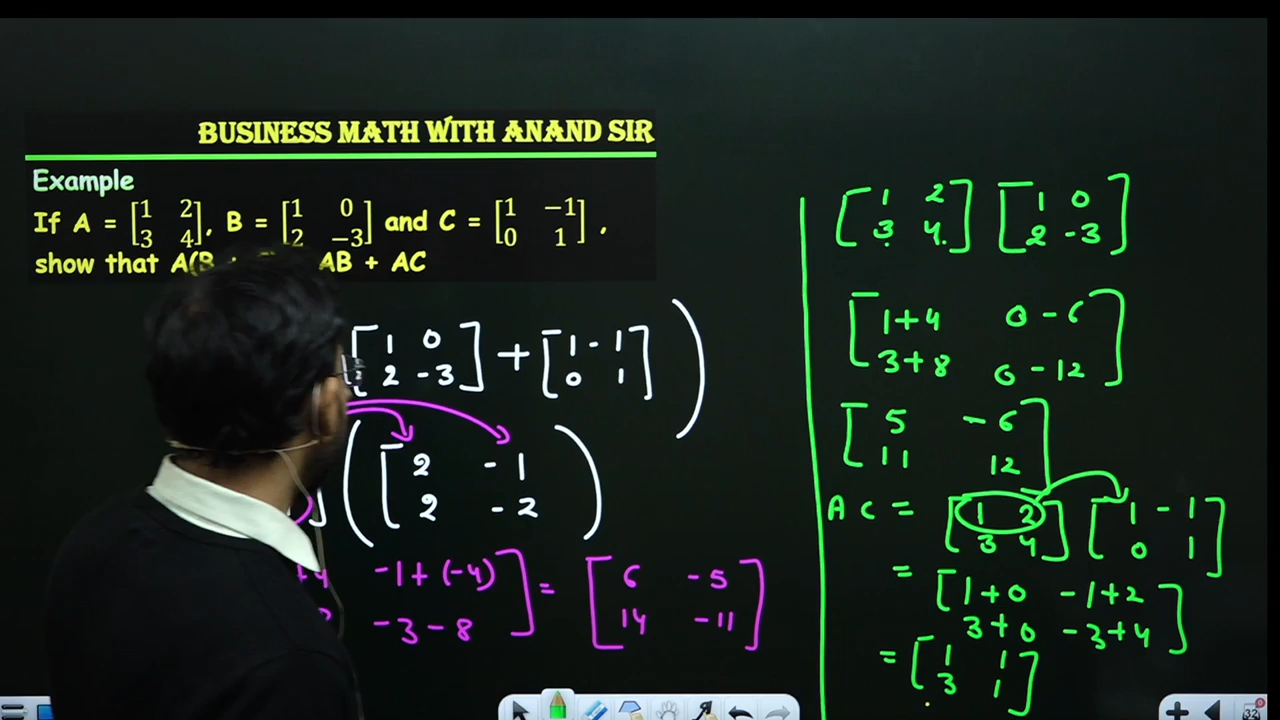 BUSINESS MATH WITH ANAND SIR
Example
If A = [1 2
3 4], B = [1 0
2 -3] and C = [1 -1
0 1] ,
show that A(B AB + AC
[1 0
2 -3] + [1 -1
0 1] )
( [2 -1
2 -2] )
+4 -1+(-4)
-3-8 ] = [6 -5
14 -11]
[1 2
3 4.] [1 0
2 -3]
[1+4 0-6
3+8 0-12]
[5 -6
11 12]
AC = [1 2
3 4] [1 -1
0 1]
= [1+0 -1+2
3+0 -3+4]
= [1 1
3 1]
32